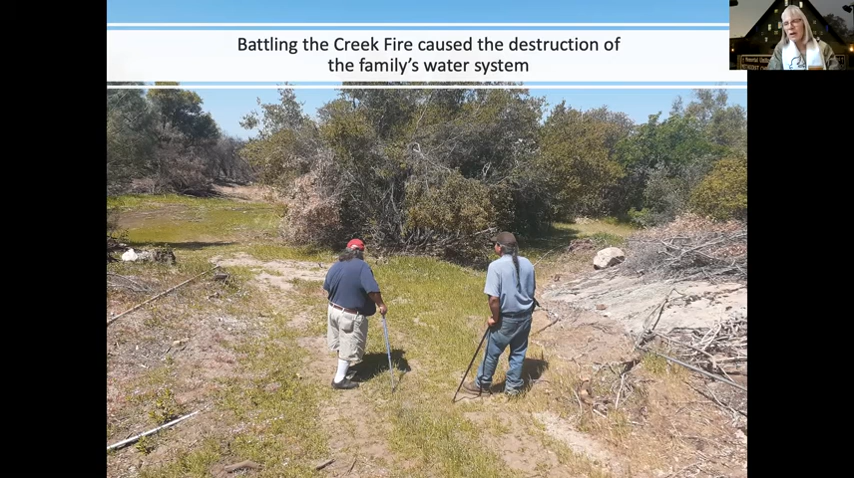 Battling the Creek Fire caused the destruction of
the family's water system